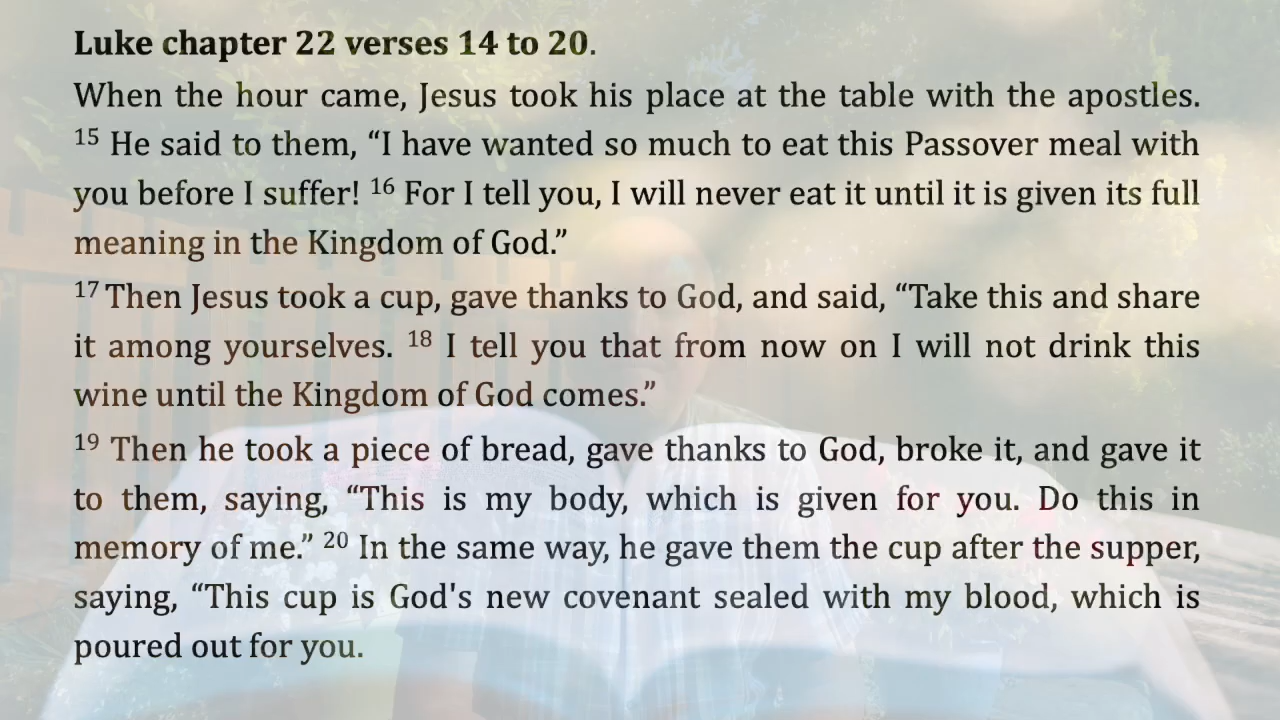 Luke chapter 22 verses 14 to 20.
When the hour came, Jesus took his place at the table with the apostles.
15 He said to them, “I have wanted so much to eat this Passover meal with
you before I suffer! 16 For I tell you, I will never eat it until it is given its full
meaning in the Kingdom of God.”
17 Then Jesus took a cup, gave thanks to God, and said, “Take this and share
it among yourselves. 18 I tell you that from now on I will not drink this
wine until the Kingdom of God comes.”
19 Then he took a piece of bread, gave thanks to God, broke it, and gave it
to them, saying, “This is my body, which is given for you. Do this in
memory of me.” 20 In the same way, he gave them the cup after the supper,
saying, “This cup is God's new covenant sealed with my blood, which is
poured out for you.